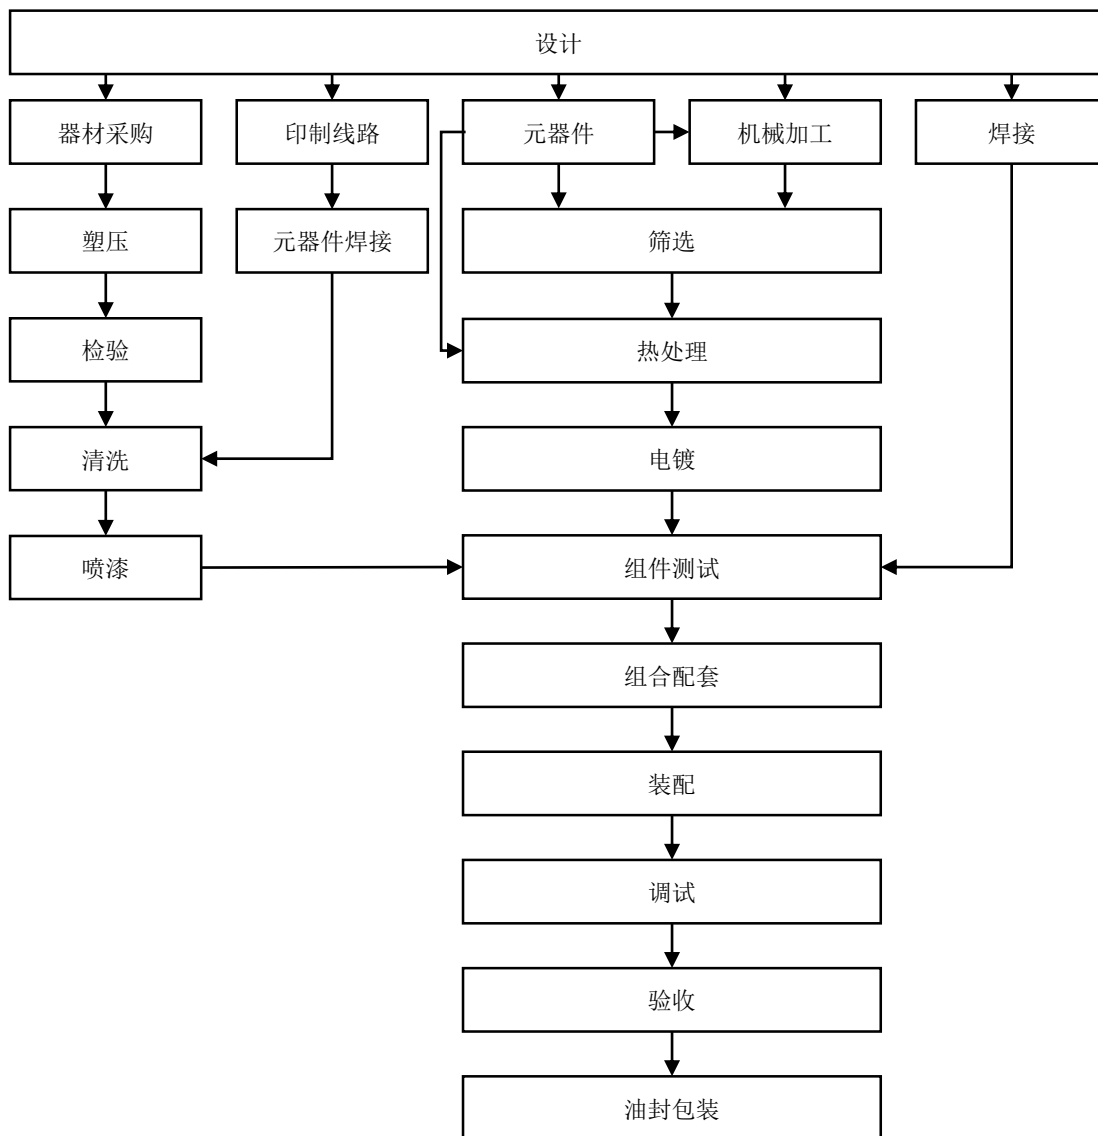 设计
器材采购
印制线路
元器件
机械加工
焊接
塑压
元器件焊接
筛选
检验
热处理
清洗
电镀
喷漆
组件测试
组合配套
装配
调试
验收
油封包装